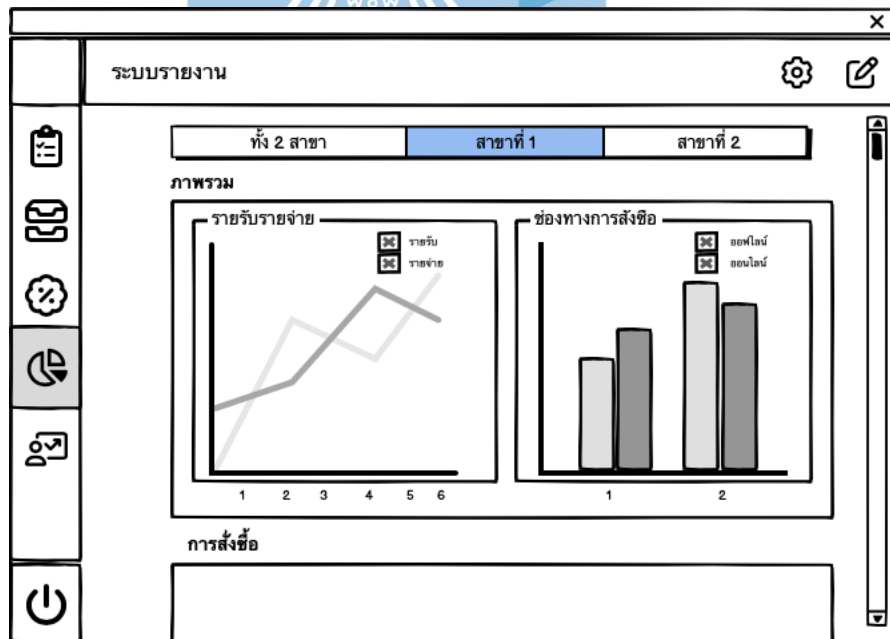 ระบบรายงาน
ทั้ง 2 สาขา สาขาที่ 1 สาขาที่ 2
ภาพรวม
รายรับรายจ่าย
รายรับ
รายจ่าย
1 2 3 4 5 6
ช่องทางการสั่งซื้อ
ออฟไลน์
ออนไลน์
1 2
การสั่งซื้อ